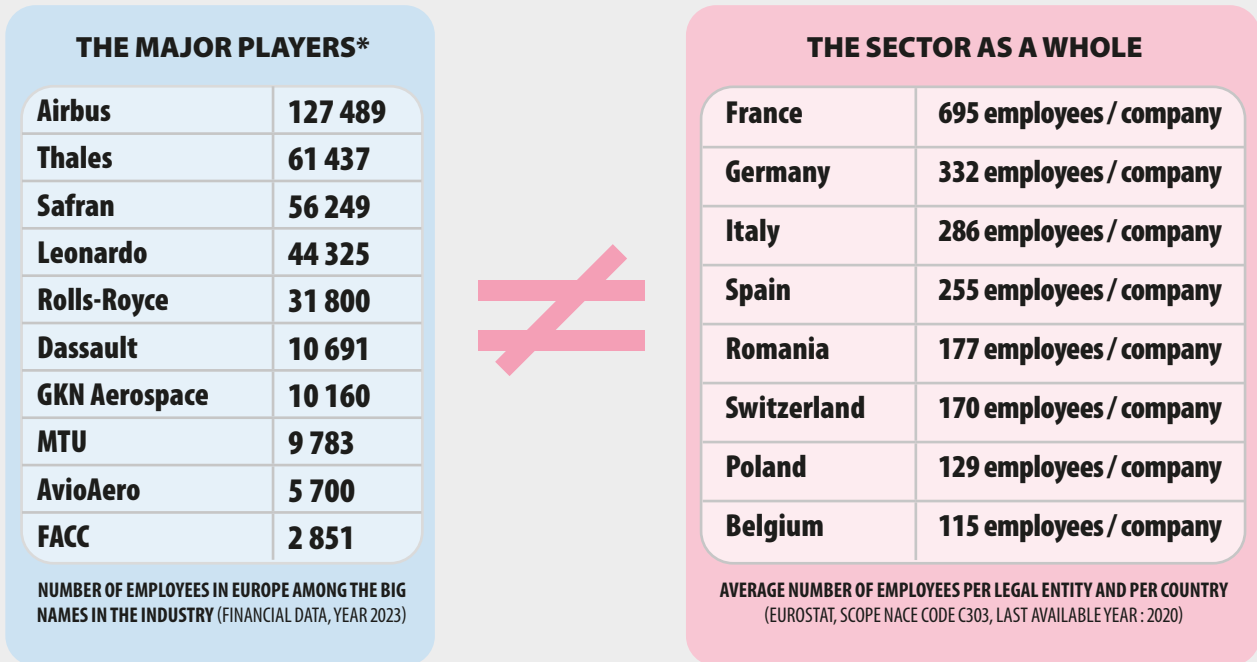 THE MAJOR PLAYERS*
Airbus 127 489
Thales 61 437
Safran 56 249
Leonardo 44 325
Rolls-Royce 31 800
Dassault 10 691
GKN Aerospace 10 160
MTU 9 783
AvioAero 5 700
FACC 2 851
NUMBER OF EMPLOYEES IN EUROPE AMONG THE BIG
NAMES IN THE INDUSTRY (FINANCIAL DATA, YEAR 2023)
≠
THE SECTOR AS A WHOLE
France 695 employees / company
Germany 332 employees / company
Italy 286 employees / company
Spain 255 employees / company
Romania 177 employees / company
Switzerland 170 employees / company
Poland 129 employees / company
Belgium 115 employees / company
AVERAGE NUMBER OF EMPLOYEES PER LEGAL ENTITY AND PER COUNTRY
(EUROSTAT, SCOPE NACE CODE C303, LAST AVAILABLE YEAR : 2020)